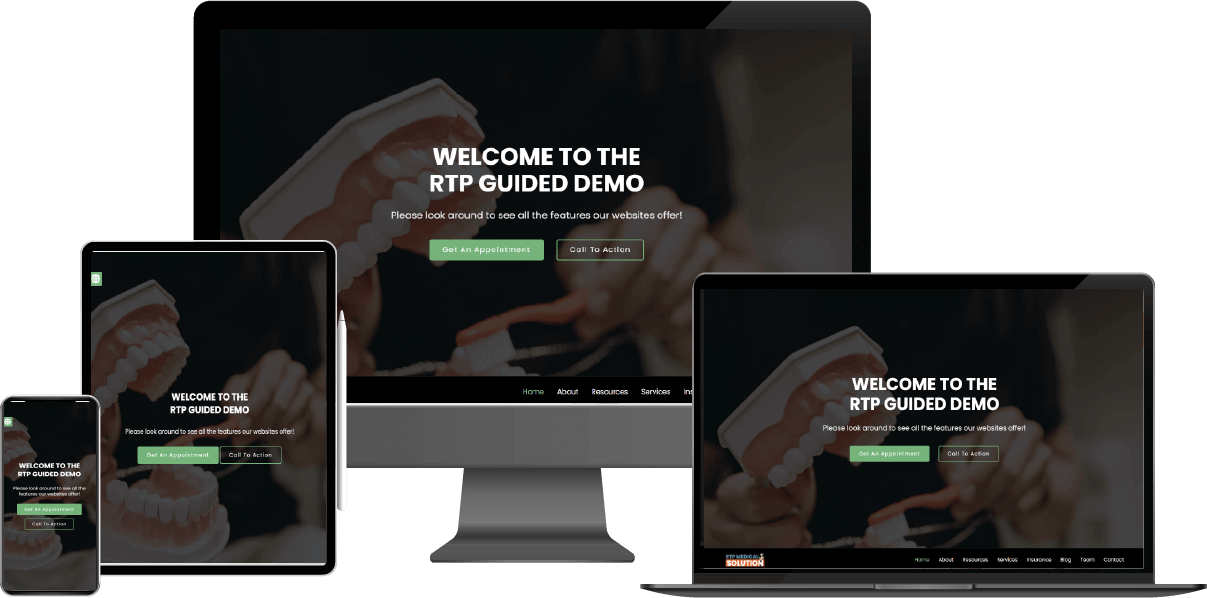 WELCOME TO THE
RTP GUIDED DEMO
Please look around to see all the features our websites offer!
Get An Appointment
Call To Action
Home About Resources Services Ins
WELCOME TO THE
RTP GUIDED DEMO
Please look around to see all the features our websites offer!
Get An Appointment
Call To Action
WELCOME TO THE
RTP GUIDED DEMO
Please look around to see all the
features our websites offer!
Get An Appointment
Call To Action
WELCOME TO THE
RTP GUIDED DEMO
Please look around to see all the features our websites offer!
Get An Appointment
Call To Action
RTP MEDICAL
SOLUTION
Home About Resources Services Insurance Blog Team Contact